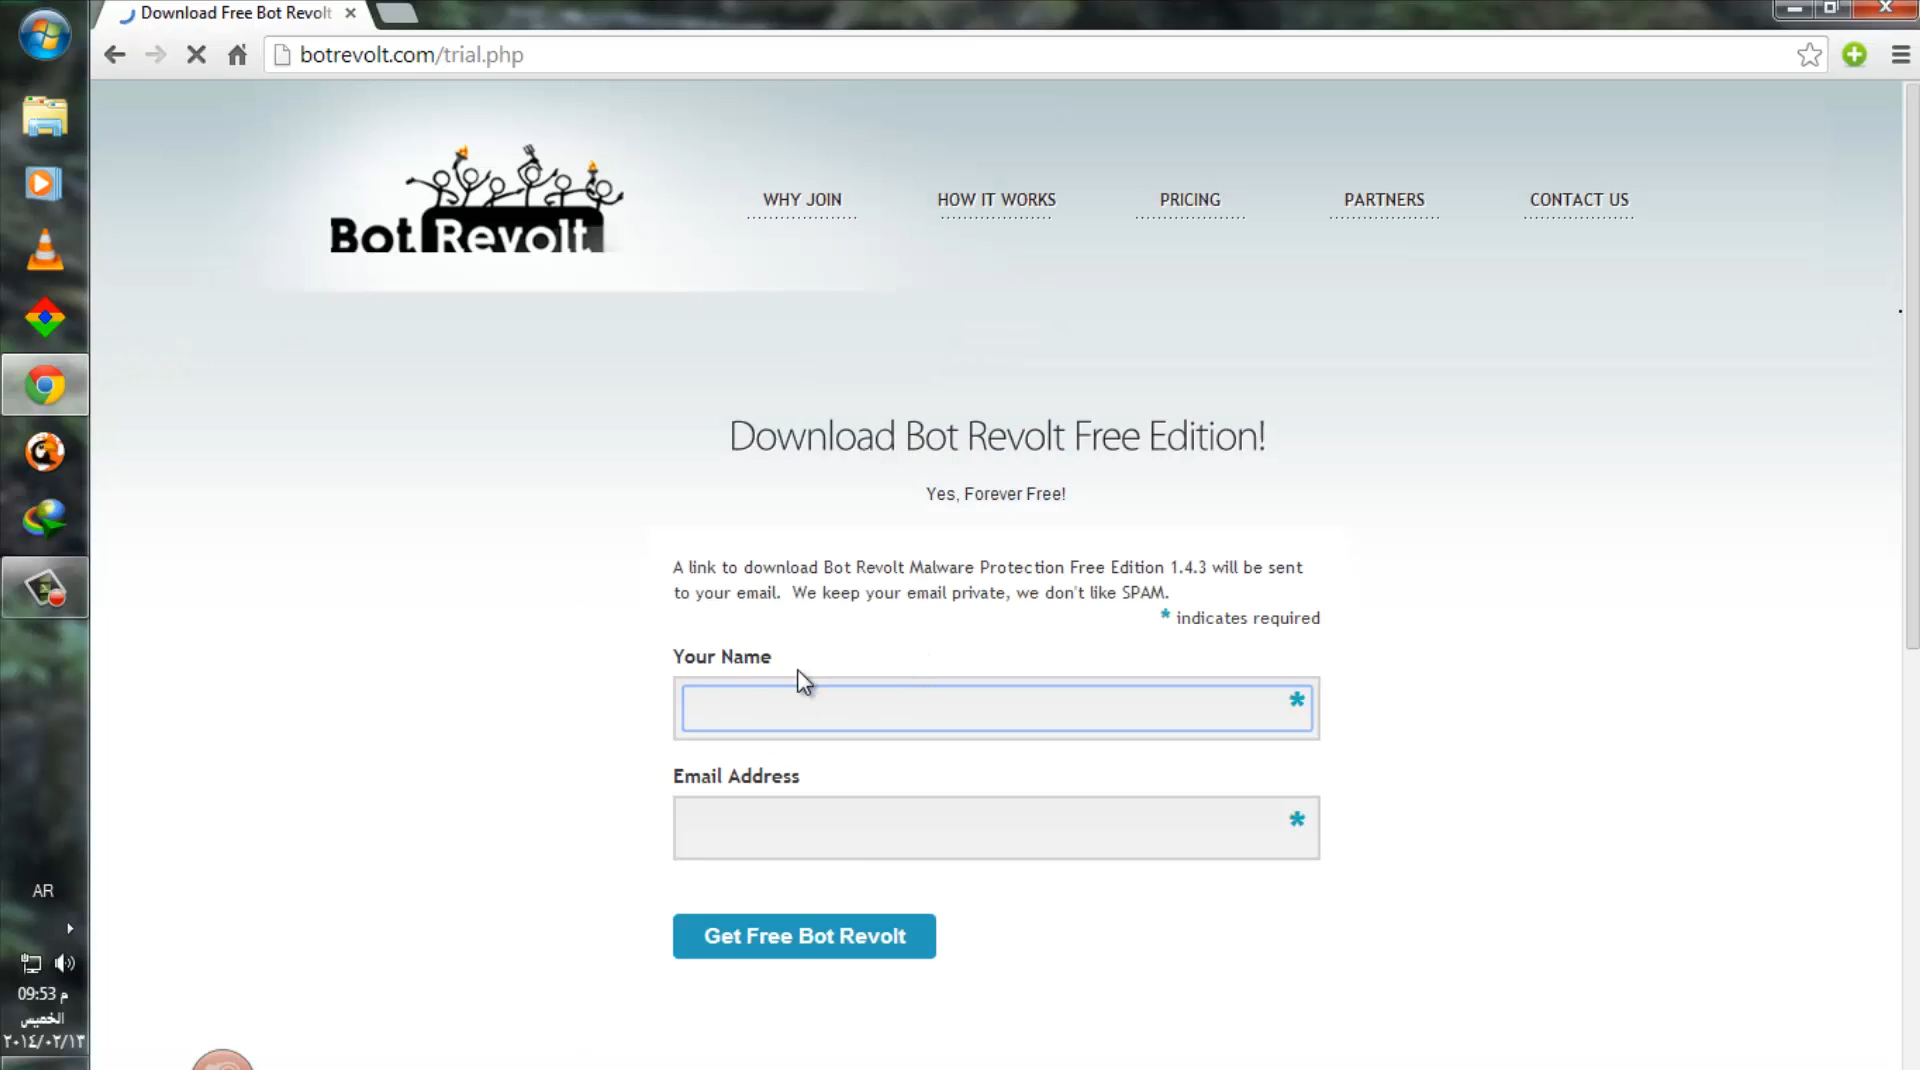 Download Free Bot Revolt
botrevolt.com/trial.php
Bot Revolt
WHY JOIN
HOW IT WORKS
PRICING
PARTNERS
CONTACT US
Download Bot Revolt Free Edition!
Yes, Forever Free!
A link to download Bot Revolt Malware Protection Free Edition 1.4.3 will be sent
to your email. We keep your email private, we don't like SPAM.
* indicates required
Your Name
*
Email Address
*
Get Free Bot Revolt
AR
09:53 م
الخميس
٢٠١٤/٠٢/١٣